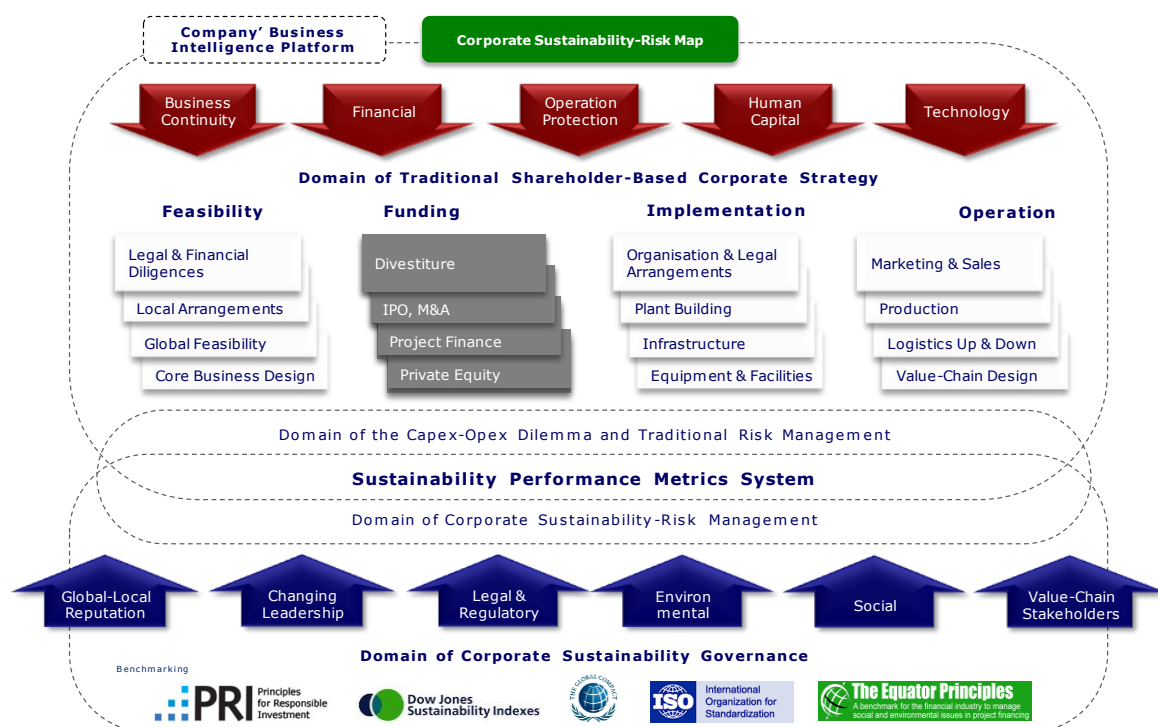 Company’ Business
Intelligence Platform
Corporate Sustainability-Risk Map
Business
Continuity
Financial
Operation
Protection
Human
Capital
Technology
Domain of Traditional Shareholder-Based Corporate Strategy
Feasibility
Funding
Implementation
Operation
Legal & Financial
Diligences
Local Arrangements
Global Feasibility
Core Business Design
Divestiture
IPO, M&A
Project Finance
Private Equity
Organisation & Legal
Arrangements
Plant Building
Infrastructure
Equipment & Facilities
Marketing & Sales
Production
Logistics Up & Down
Value-Chain Design
Domain of the Capex-Opex Dilemma and Traditional Risk Management
Sustainability Performance Metrics System
Domain of Corporate Sustainability-Risk Management
Global-Local
Reputation
Changing
Leadership
Legal &
Regulatory
Environ
mental
Social
Value-Chain
Stakeholders
Domain of Corporate Sustainability Governance
Benchmarking
PRI
Principles
for Responsible
Investment
Dow Jones
Sustainability Indexes
THE GLOBAL COMPACT
ISO
International
Organization for
Standardization
The Equator Principles
A benchmark for the financial industry to manage
social and environmental issues in project financing